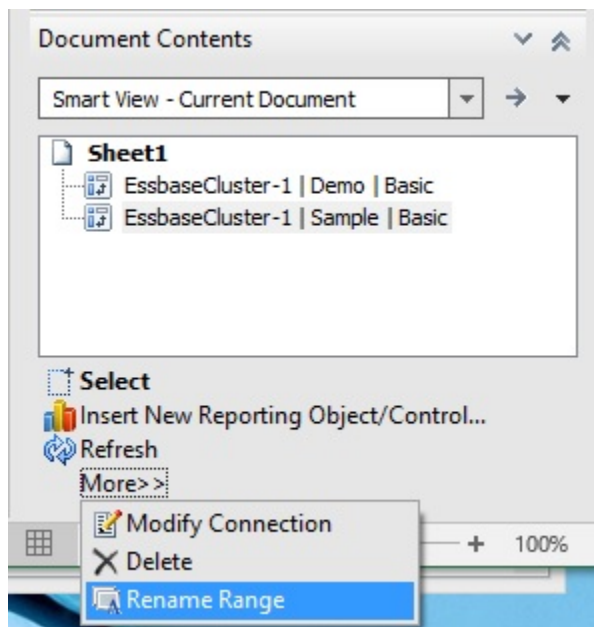 Document Contents
Smart View - Current Document
Sheet1
EssbaseCluster-1 | Demo | Basic
EssbaseCluster-1 | Sample | Basic
Select
Insert New Reporting Object/Control...
Refresh
More>>
Modify Connection
Delete
Rename Range
100%